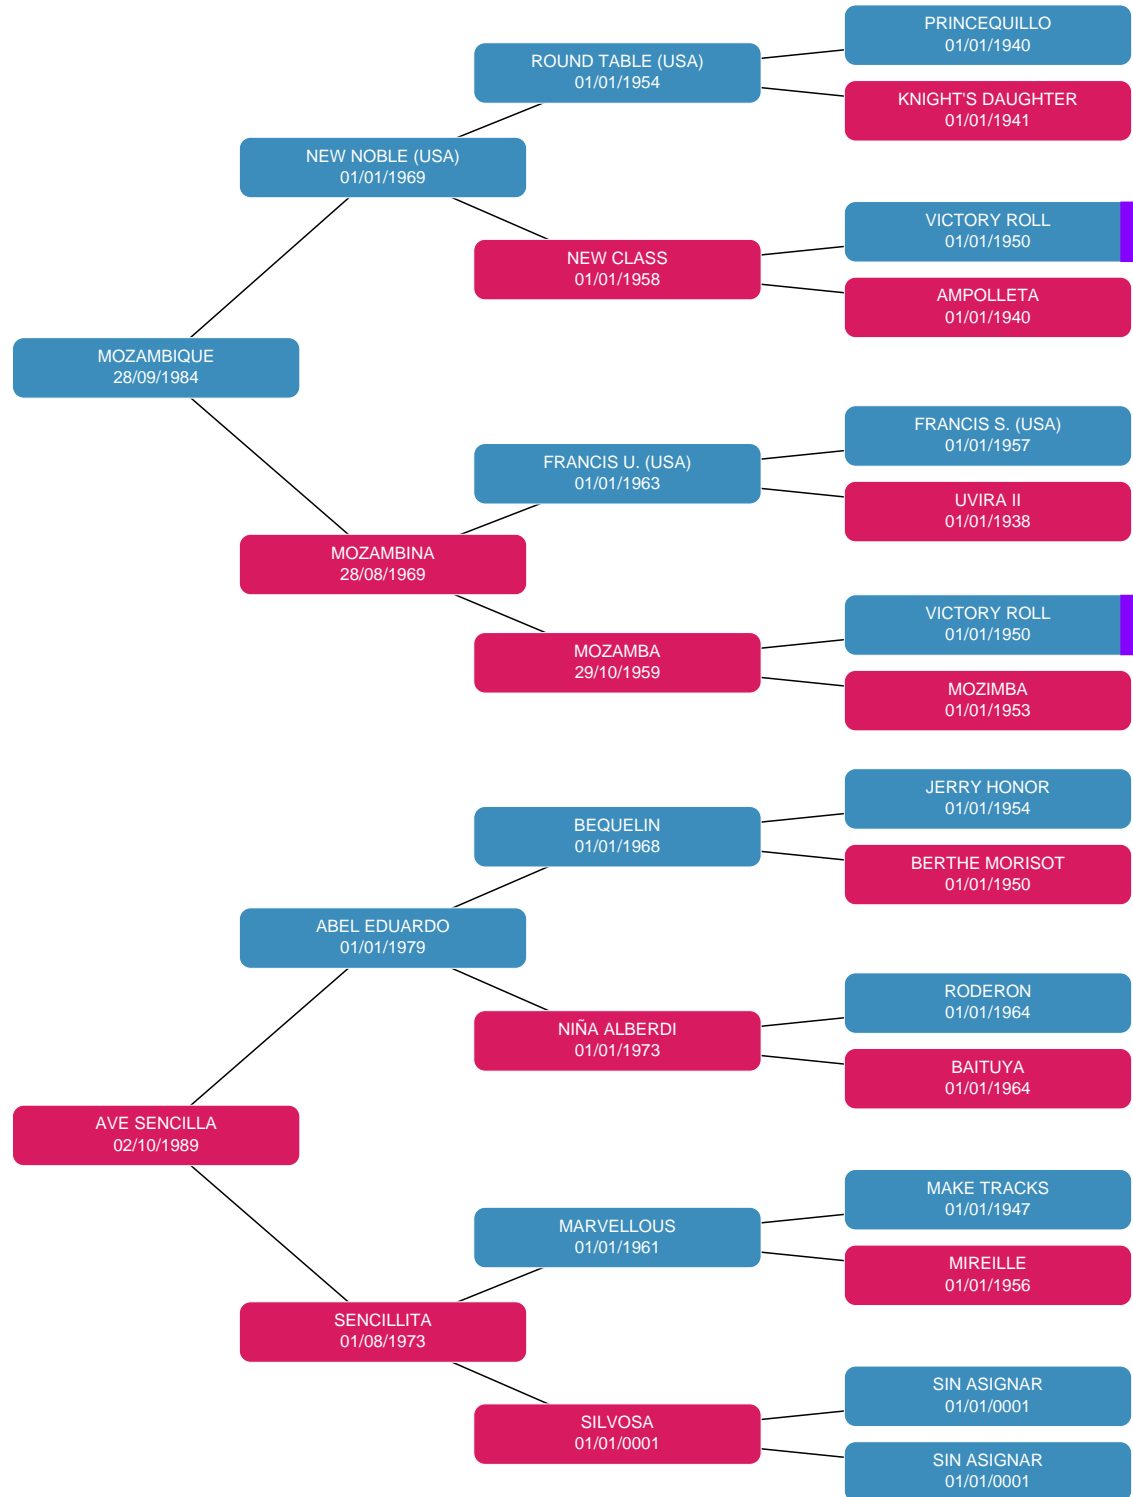 PRINCEQUILLO
01/01/1940
ROUND TABLE (USA)
01/01/1954
KNIGHT'S DAUGHTER
01/01/1941
NEW NOBLE (USA)
01/01/1969
VICTORY ROLL
01/01/1950
NEW CLASS
01/01/1958
AMPOLLETA
01/01/1940
MOZAMBIQUE
28/09/1984
FRANCIS S. (USA)
01/01/1957
FRANCIS U. (USA)
01/01/1963
UVIRA II
01/01/1938
MOZAMBINA
28/08/1969
VICTORY ROLL
01/01/1950
MOZAMBA
29/10/1959
MOZIMBA
01/01/1953
JERRY HONOR
01/01/1954
BEQUELIN
01/01/1968
BERTHE MORISOT
01/01/1950
ABEL EDUARDO
01/01/1979
RODERON
01/01/1964
NIÑA ALBERDI
01/01/1973
BAITUYA
01/01/1964
AVE SENCILLA
02/10/1989
MAKE TRACKS
01/01/1947
MARVELLOUS
01/01/1961
MIREILLE
01/01/1956
SENCILLITA
01/08/1973
SIN ASIGNAR
01/01/0001
SILVOSA
01/01/0001
SIN ASIGNAR
01/01/0001